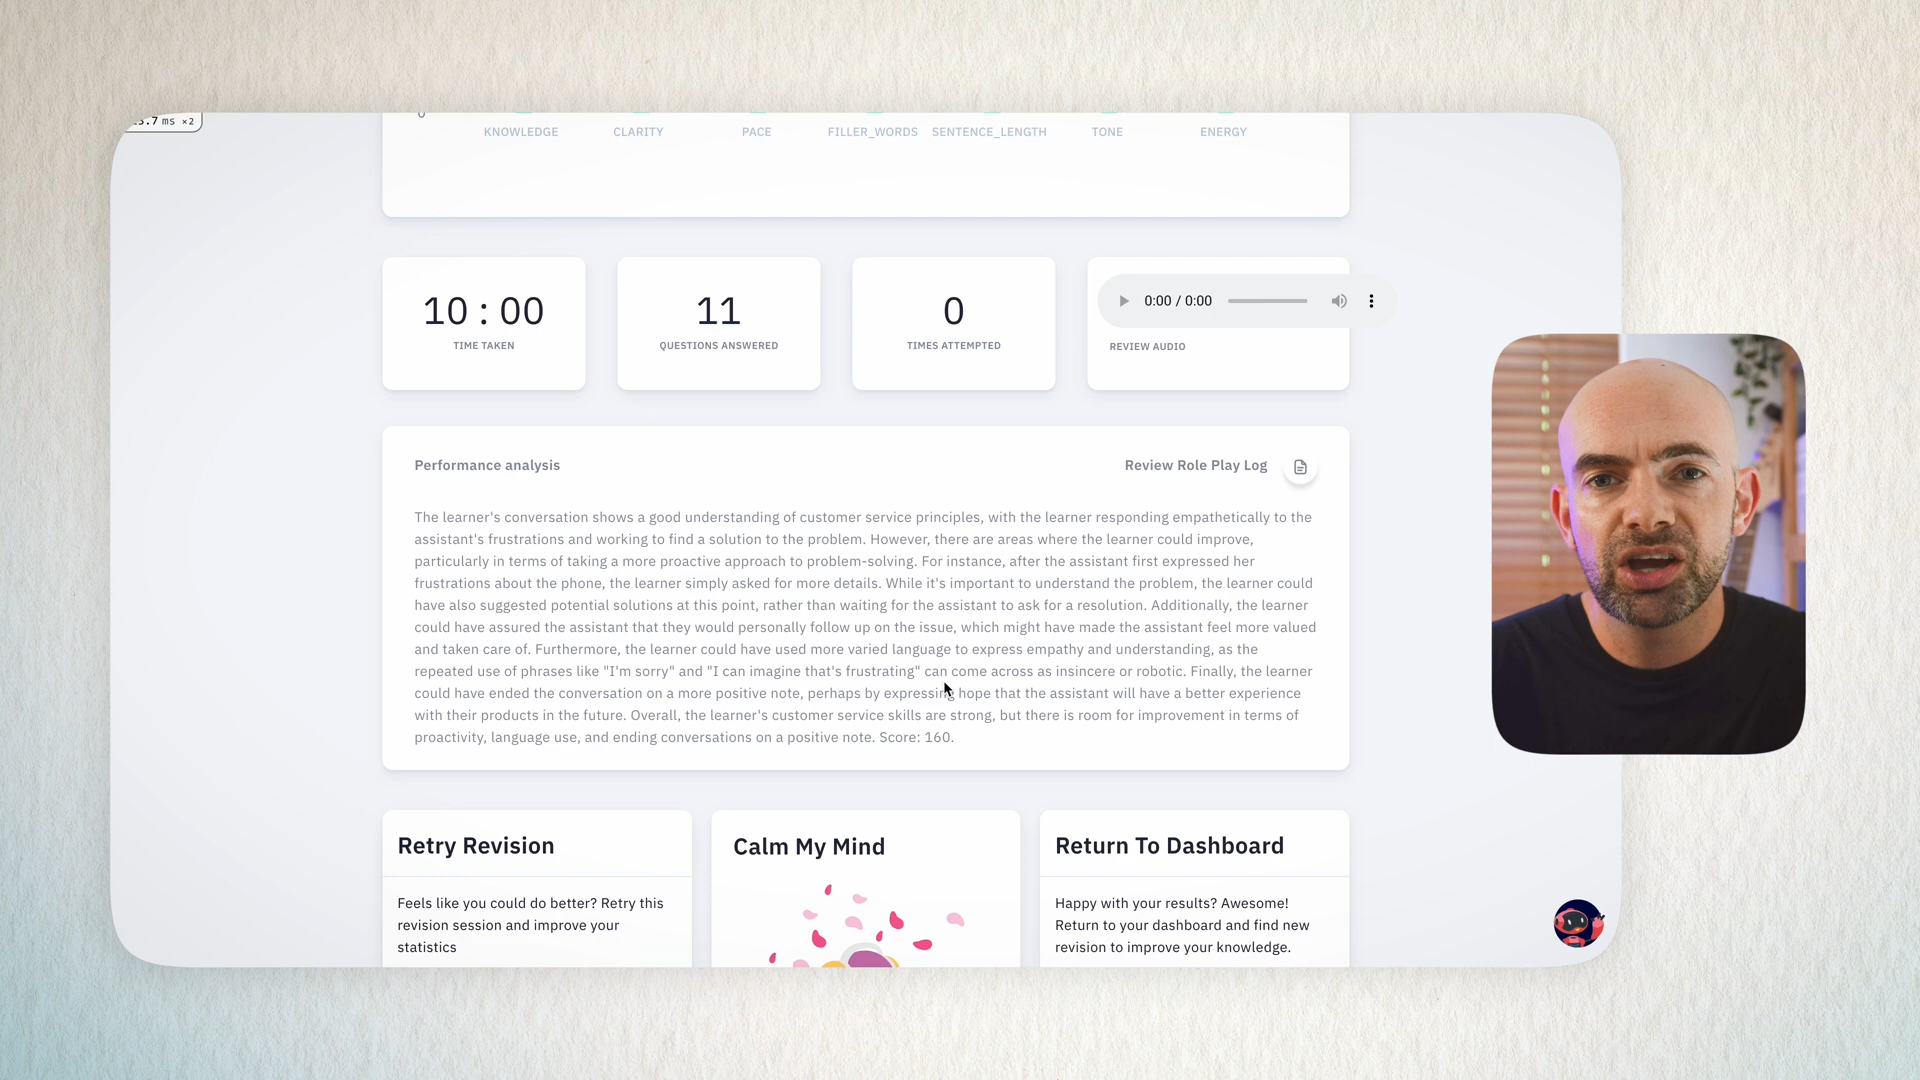 .7 ms ×2
0
KNOWLEDGE CLARITY PACE FILLER_WORDS SENTENCE_LENGTH TONE ENERGY
10 : 00
TIME TAKEN
11
QUESTIONS ANSWERED
0
TIMES ATTEMPTED
0:00 / 0:00
REVIEW AUDIO
Performance analysis
Review Role Play Log
The learner's conversation shows a good understanding of customer service principles, with the learner responding empathetically to the
assistant's frustrations and working to find a solution to the problem. However, there are areas where the learner could improve,
particularly in terms of taking a more proactive approach to problem-solving. For instance, after the assistant first expressed her
frustrations about the phone, the learner simply asked for more details. While it's important to understand the problem, the learner could
have also suggested potential solutions at this point, rather than waiting for the assistant to ask for a resolution. Additionally, the learner
could have assured the assistant that they would personally follow up on the issue, which might have made the assistant feel more valued
and taken care of. Furthermore, the learner could have used more varied language to express empathy and understanding, as the
repeated use of phrases like "I'm sorry" and "I can imagine that's frustrating" can come across as insincere or robotic. Finally, the learner
could have ended the conversation on a more positive note, perhaps by expressing hope that the assistant will have a better experience
with their products in the future. Overall, the learner's customer service skills are strong, but there is room for improvement in terms of
proactivity, language use, and ending conversations on a positive note. Score: 160.
Retry Revision
Feels like you could do better? Retry this
revision session and improve your
statistics
Calm My Mind
Return To Dashboard
Happy with your results? Awesome!
Return to your dashboard and find new
revision to improve your knowledge.